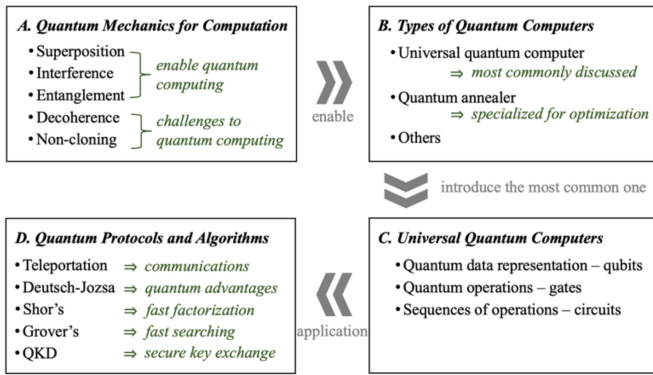 A. Quantum Mechanics for Computation
• Superposition
• Interference
• Entanglement
enable quantum
computing
• Decoherence
• Non-cloning
challenges to
quantum computing
enable
B. Types of Quantum Computers
• Universal quantum computer
⇒ most commonly discussed
• Quantum annealer
⇒ specialized for optimization
• Others
introduce the most common one
C. Universal Quantum Computers
• Quantum data representation – qubits
• Quantum operations – gates
• Sequences of operations – circuits
application
D. Quantum Protocols and Algorithms
• Teleportation ⇒ communications
• Deutsch-Jozsa ⇒ quantum advantages
• Shor's ⇒ fast factorization
• Grover's ⇒ fast searching
• QKD ⇒ secure key exchange